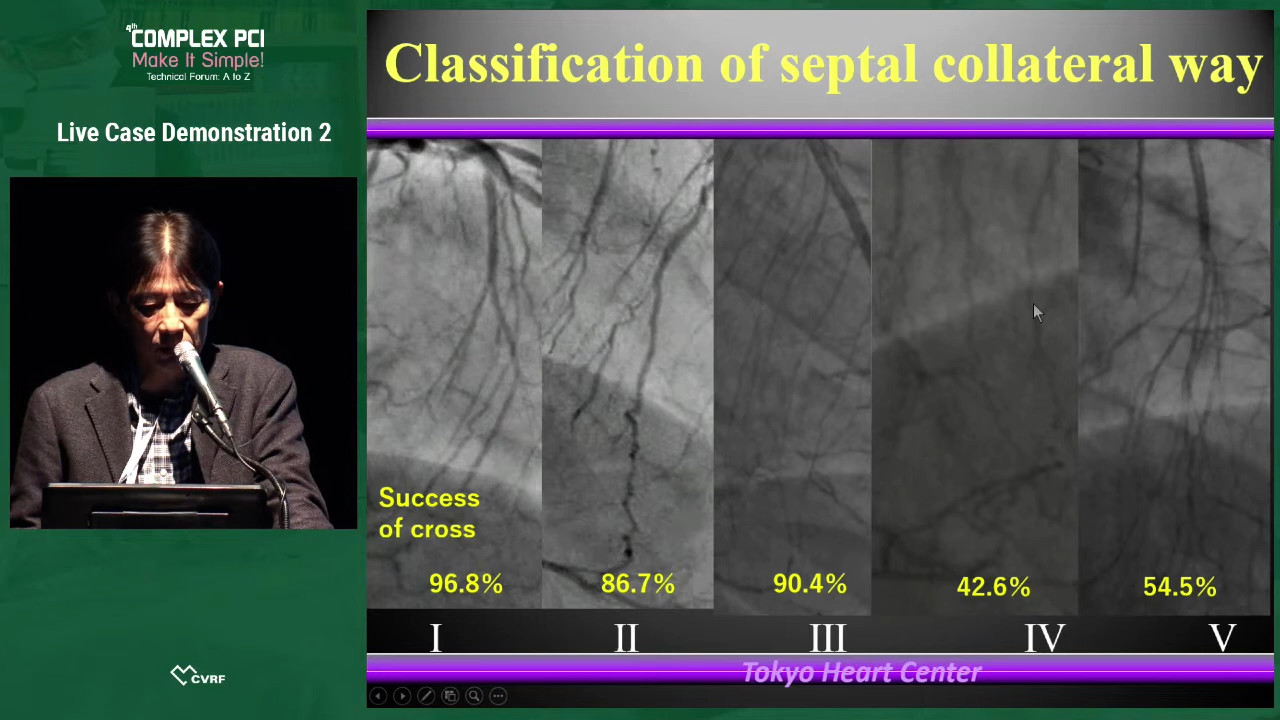 9th
COMPLEX PCI
Make It Simple!
Technical Forum: A to Z
Live Case Demonstration 2
CVRF
Classification of septal collateral way
Success
of cross
96.8% 86.7% 90.4% 42.6% 54.5%
I II III IV V
Tokyo Heart Center